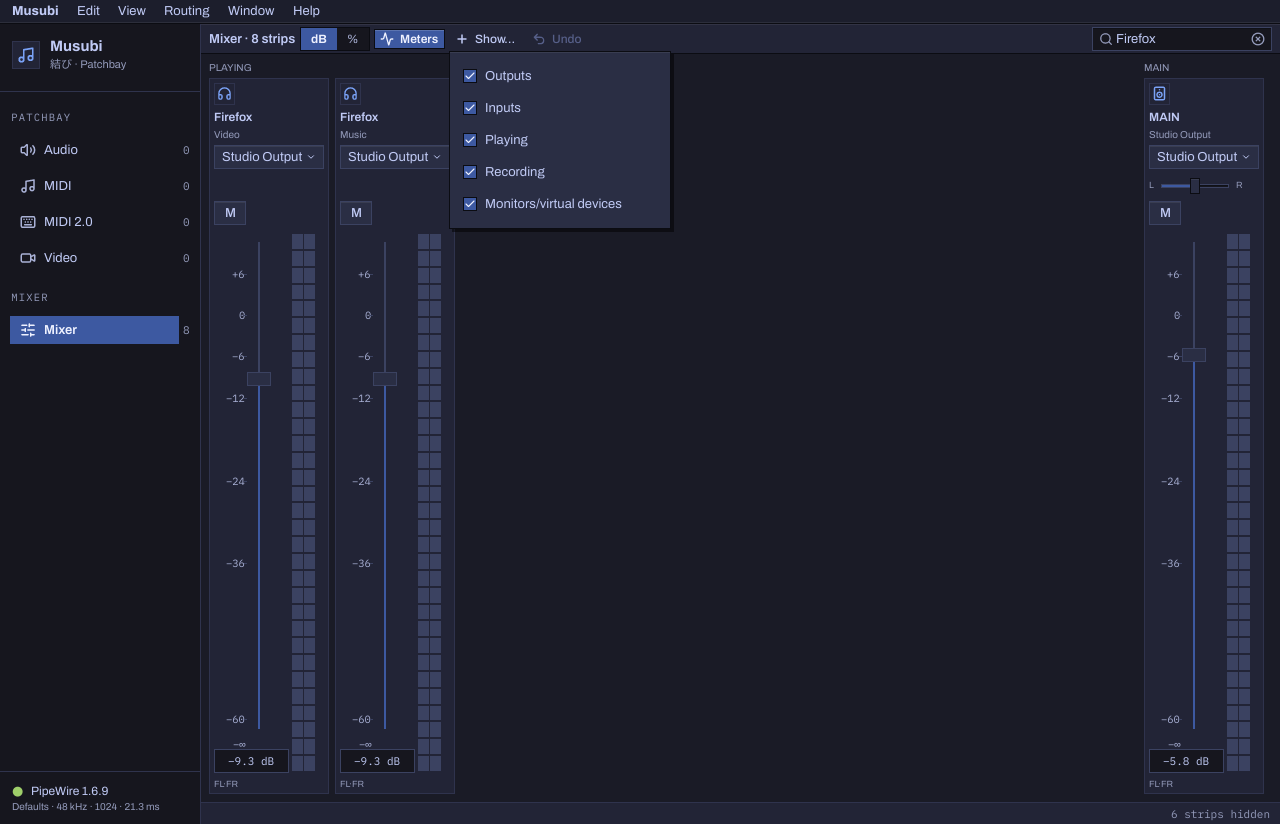 Musubi Edit View Routing Window Help
Musubi
結び · Patchbay
PATCHBAY
Audio 0
MIDI 0
MIDI 2.0 0
Video 0
MIXER
Mixer 8
PipeWire 1.6.9
Defaults · 48 kHz · 1024 · 21.3 ms
Mixer · 8 strips dB % Meters Show... Undo Firefox
Outputs
Inputs
Playing
Recording
Monitors/virtual devices
PLAYING
Firefox
Video
Studio Output
M
+6
0
−6
−12
−24
−36
−60
−∞
−9.3 dB
FL·FR
Firefox
Music
Studio Output
M
+6
0
−6
−12
−24
−36
−60
−∞
−9.3 dB
FL·FR
MAIN
MAIN
Studio Output
Studio Output
L R
M
+6
0
−6
−12
−24
−36
−60
−∞
−5.8 dB
FL·FR
6 strips hidden